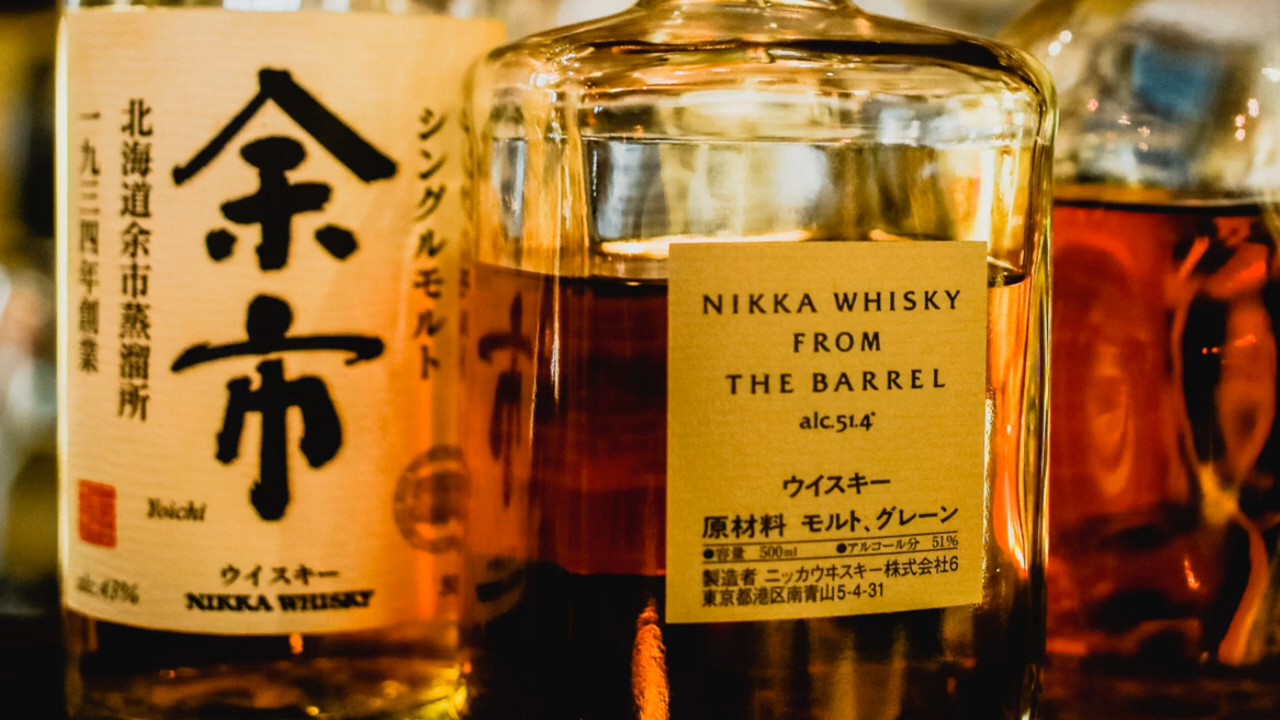 シングルモルト
余市
北海道余市蒸溜所
一九三四年創業
Yoichi
alc.43%
ウイスキー
NIKKA WHISKY
NIKKA WHISKY
FROM
THE BARREL
alc.51.4°
ウイスキー
原材料 モルト、グレーン
●容量 500ml ●アルコール分 51%
製造者 ニッカウヰスキー株式会社6
東京都港区南青山5-4-31